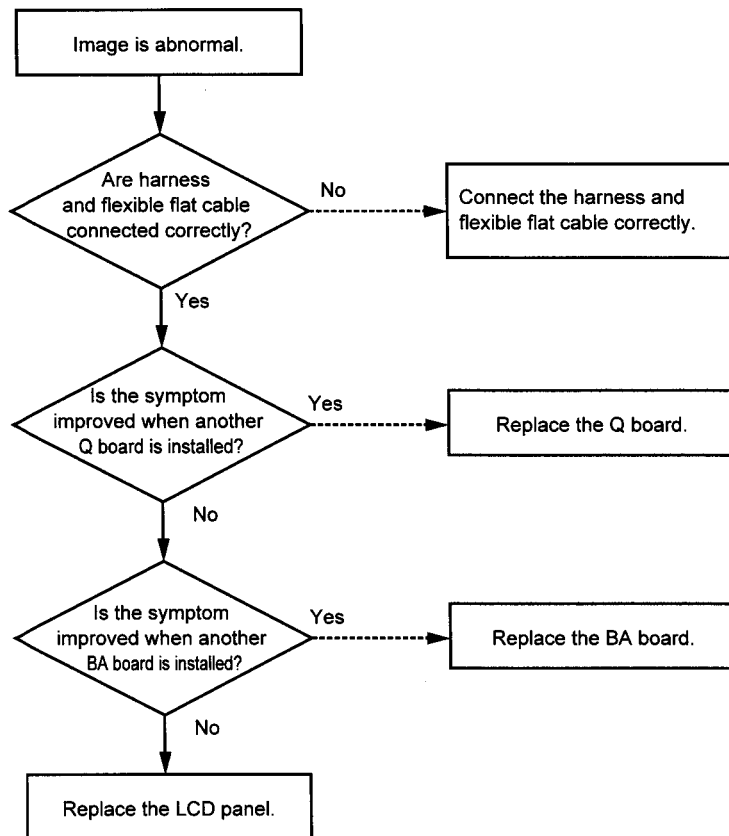 Image is abnormal.
Are harness
and flexible flat cable
connected correctly?
No
Connect the harness and
flexible flat cable correctly.
Yes
Is the symptom
improved when another
Q board is installed?
Yes
Replace the Q board.
No
Is the symptom
improved when another
BA board is installed?
Yes
Replace the BA board.
No
Replace the LCD panel.